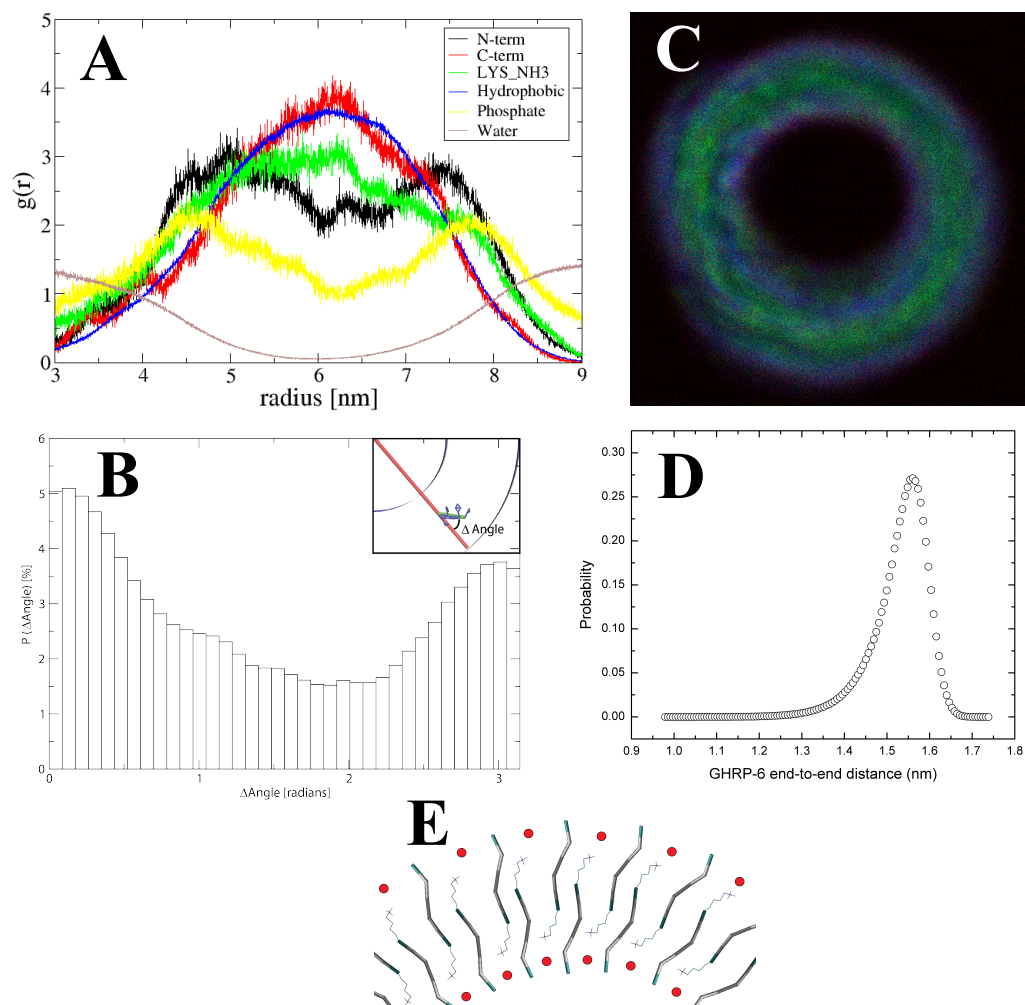 A
5
4
3
2
1
0
g(r)
N-term
C-term
LYS_NH3
Hydrophobic
Phosphate
Water
3
4
5
6
7
8
9
radius [nm]
C
B
6
5
4
3
2
1
0
P (ΔAngle) [%]
Δ Angle
0
1
2
3
ΔAngle [radians]
D
0.30
0.25
0.20
0.15
0.10
0.05
0.00
Probability
0.9
1.0
1.1
1.2
1.3
1.4
1.5
1.6
1.7
1.8
GHRP-6 end-to-end distance (nm)
E